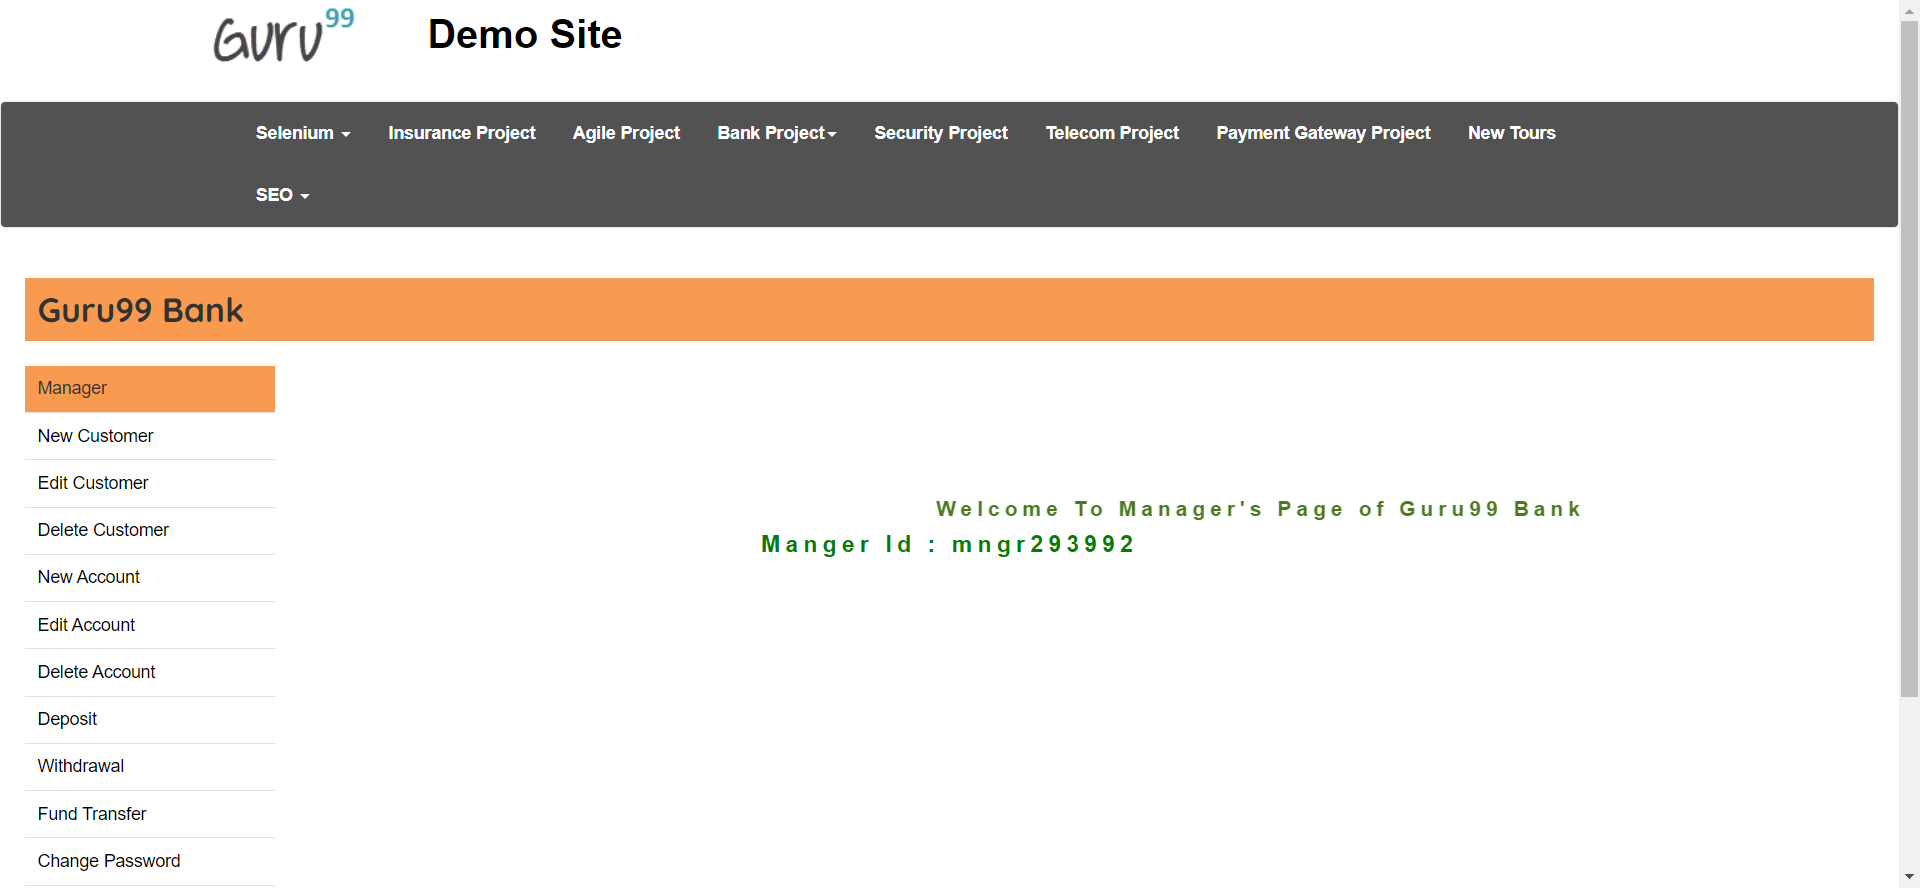 Guru99 Demo Site
Selenium Insurance Project Agile Project Bank Project Security Project Telecom Project Payment Gateway Project New Tours
SEO
Guru99 Bank
Manager
New Customer
Edit Customer
Delete Customer
New Account
Edit Account
Delete Account
Deposit
Withdrawal
Fund Transfer
Change Password
Welcome To Manager's Page of Guru99 Bank
Manger Id : mngr293992